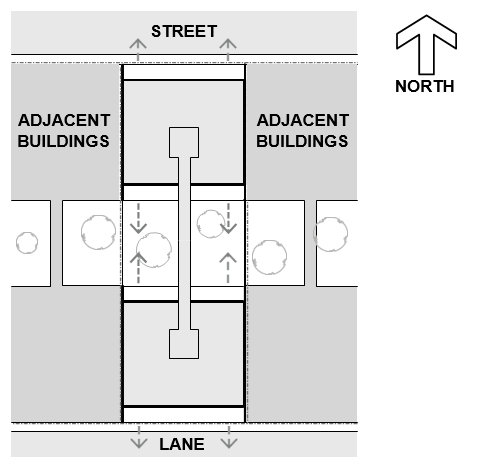 STREET
NORTH
ADJACENT
BUILDINGS
ADJACENT
BUILDINGS
LANE